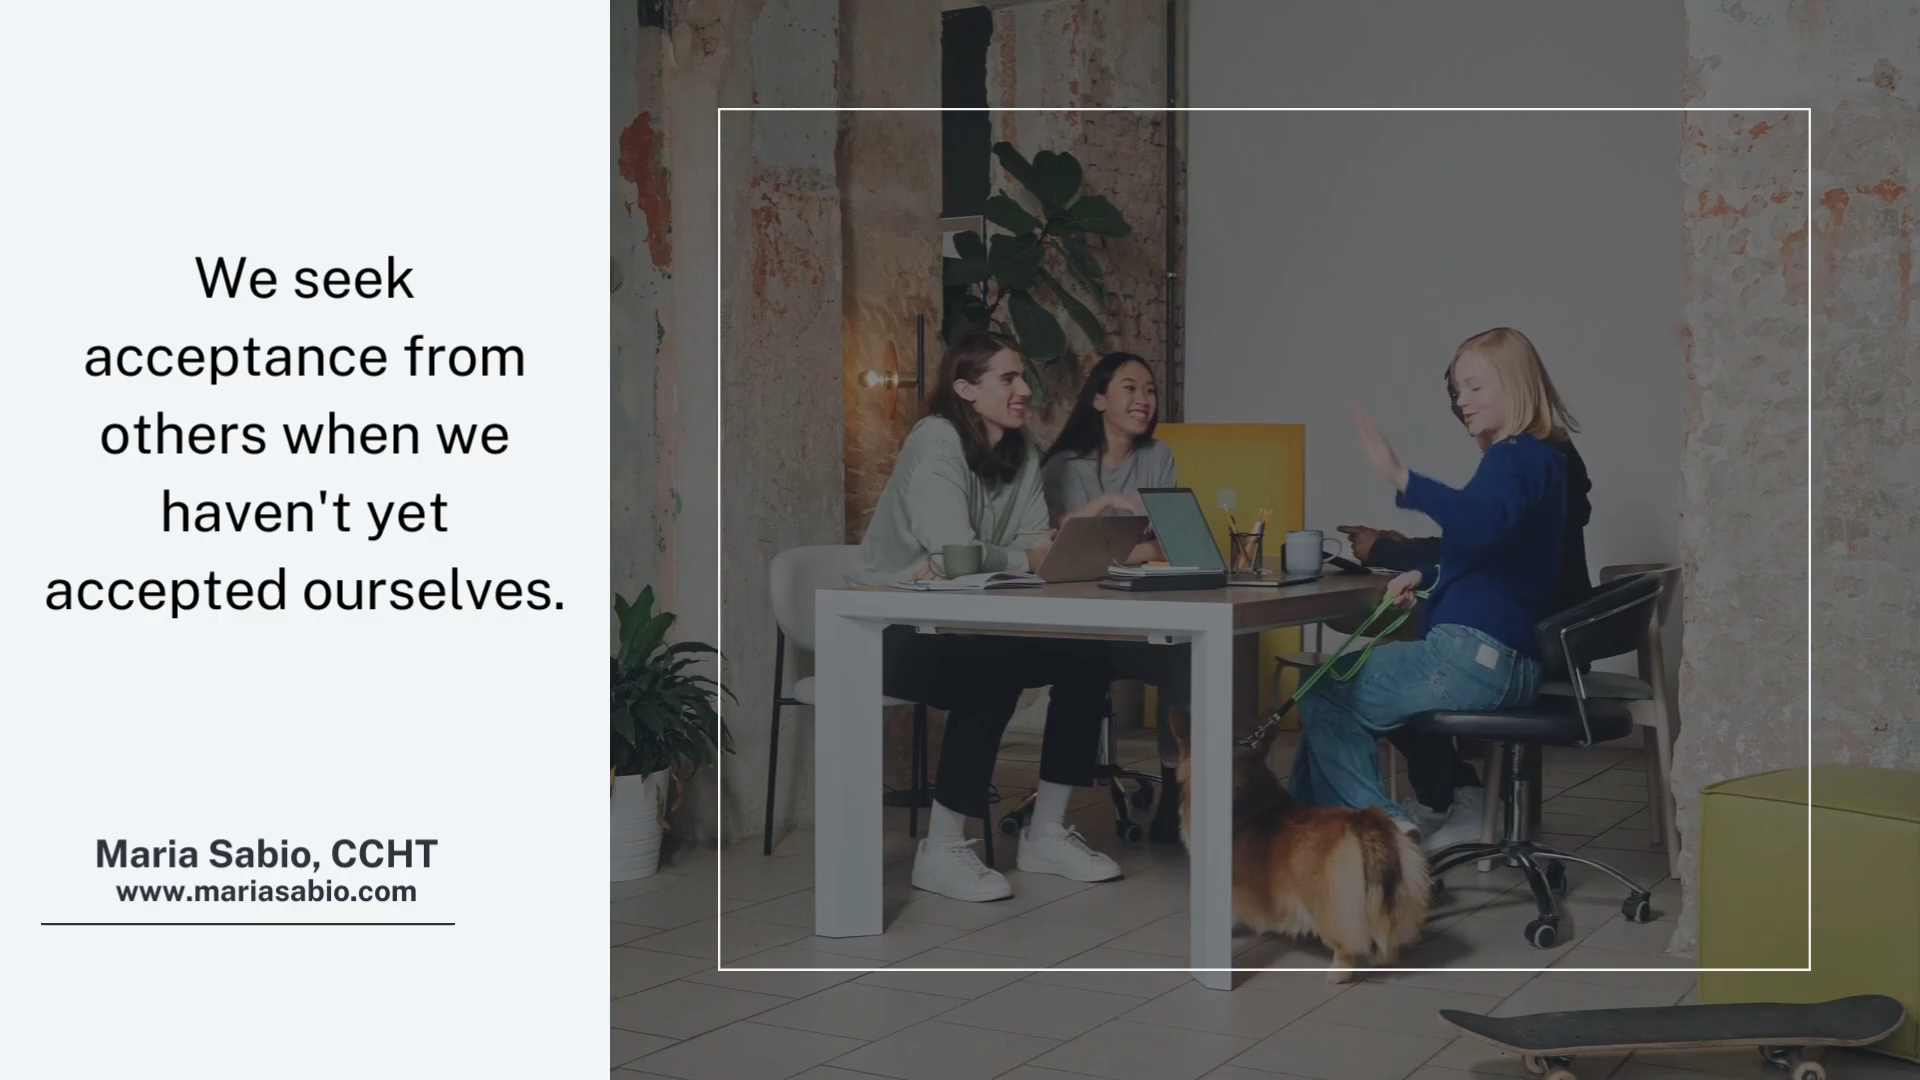 We seek
acceptance from
others when we
haven't yet
accepted ourselves.
Maria Sabio, CCHT
www.mariasabio.com